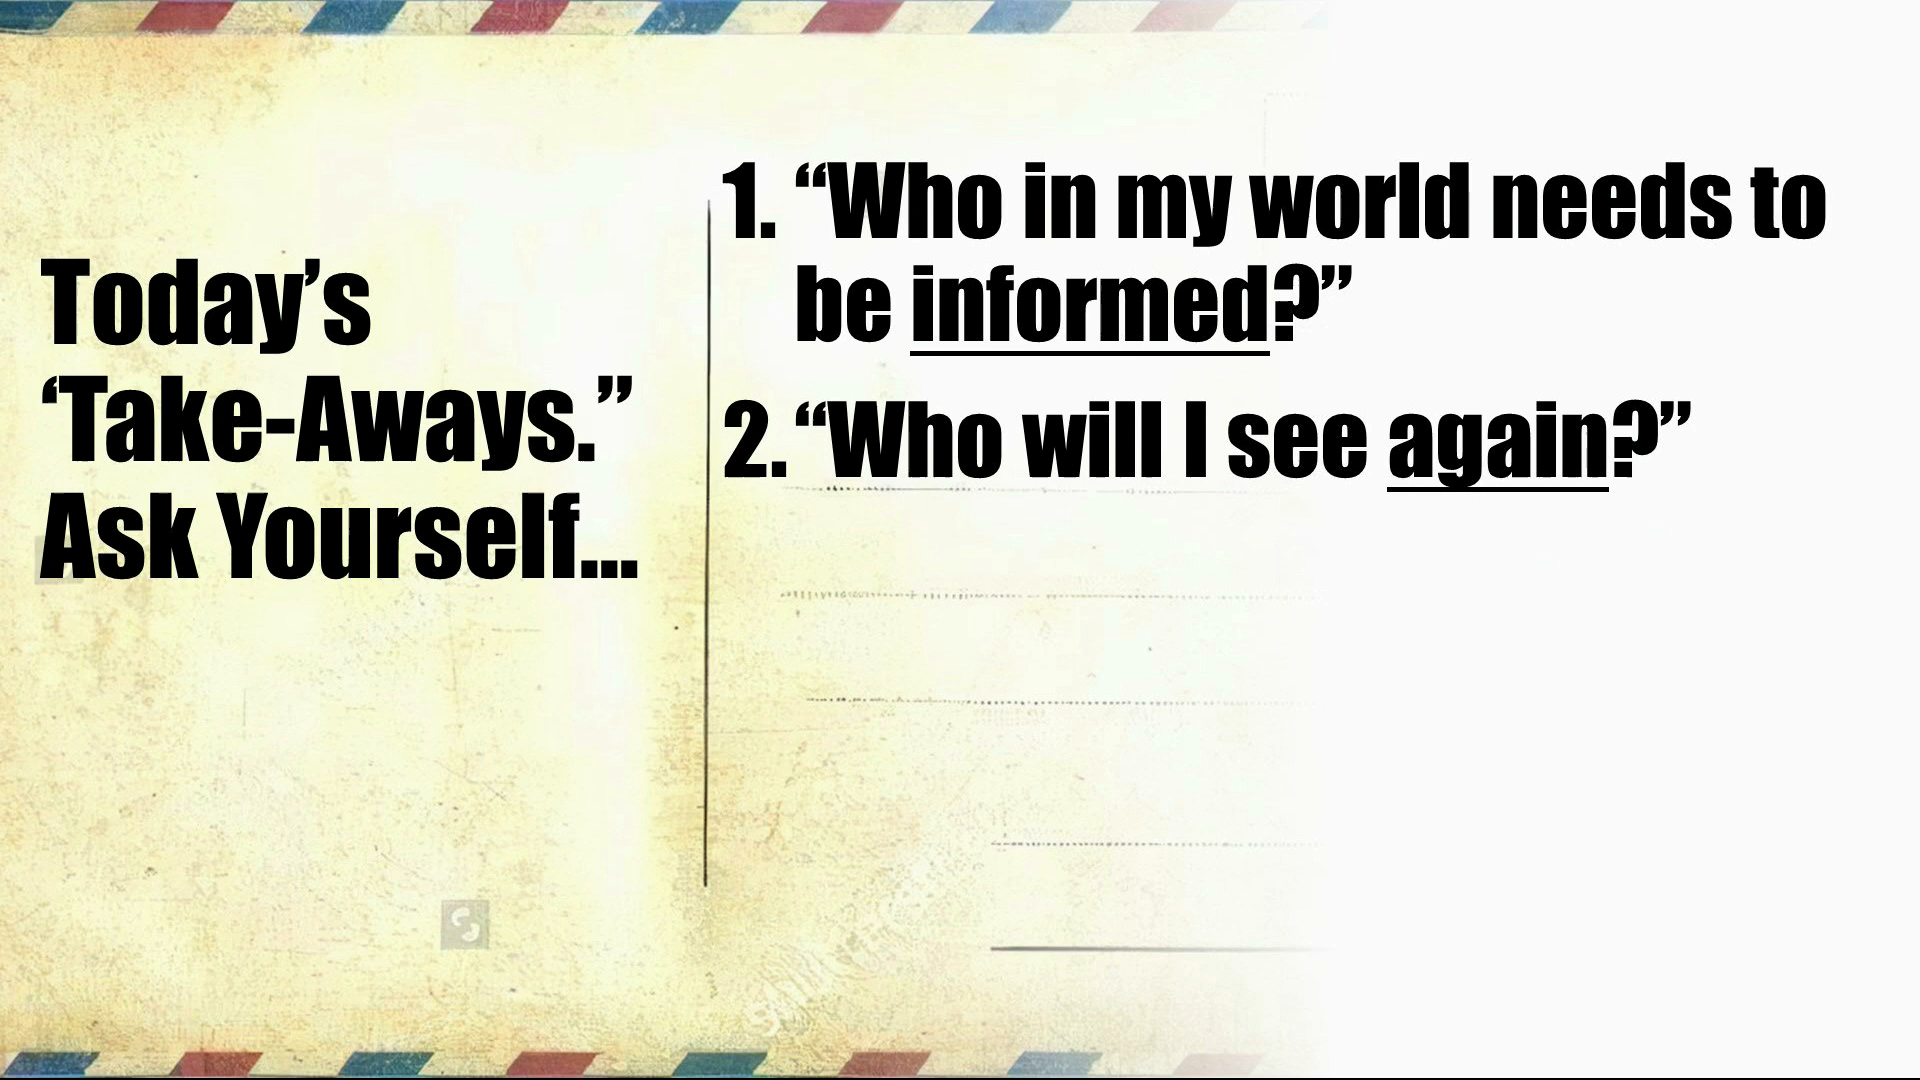 Today’s
‘Take-Aways.”
Ask Yourself...
1. “Who in my world needs to
be informed?”
2. “Who will I see again?”